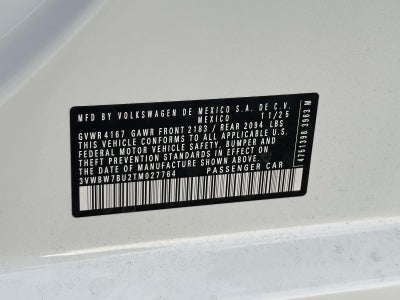 MFD BY VOLKSWAGEN DE MEXICO S.A. DE C.V.
MEXICO 11/25
GVWR 4167 GAWR FRONT 2183 / REAR 2094 LBS
THIS VEHICLE CONFORMS TO ALL APPLICABLE U.S.
FEDERAL MOTOR VEHICLE SAFETY, BUMPER AND
THEFT PREVENTION STANDARDS IN EFFECT ON
THE DATE OF MANUFACTURE SHOWN ABOVE.
3VWBW7BU2TM027764 PASSENGER CAR
4761398 3963 M